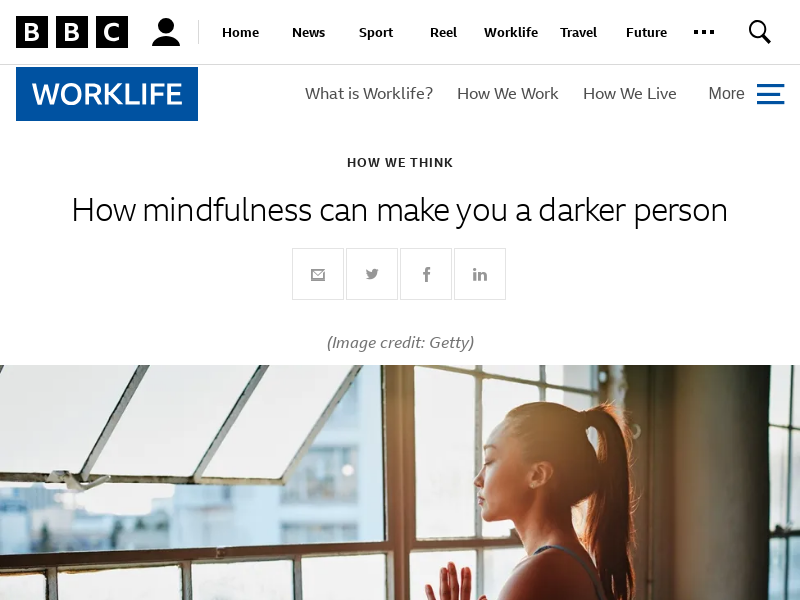 BBC Home News Sport Reel Worklife Travel Future
WORKLIFE What is Worklife? How We Work How We Live More
HOW WE THINK
How mindfulness can make you a darker person
(Image credit: Getty)